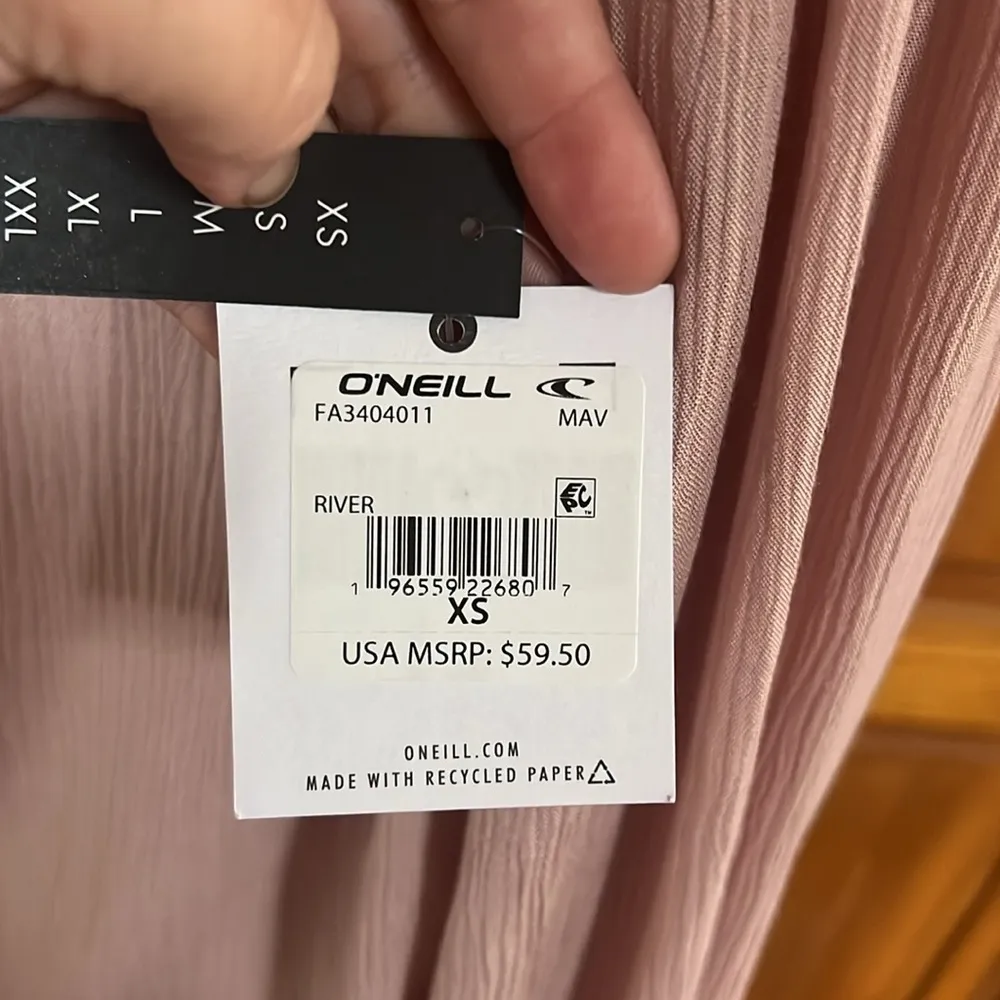 XXL XL L M S XS
O'NEILL
FA3404011 MAV
RIVER EPC™
1 96559 22680 7
XS
USA MSRP: $59.50
ONEILL.COM
MADE WITH RECYCLED PAPER